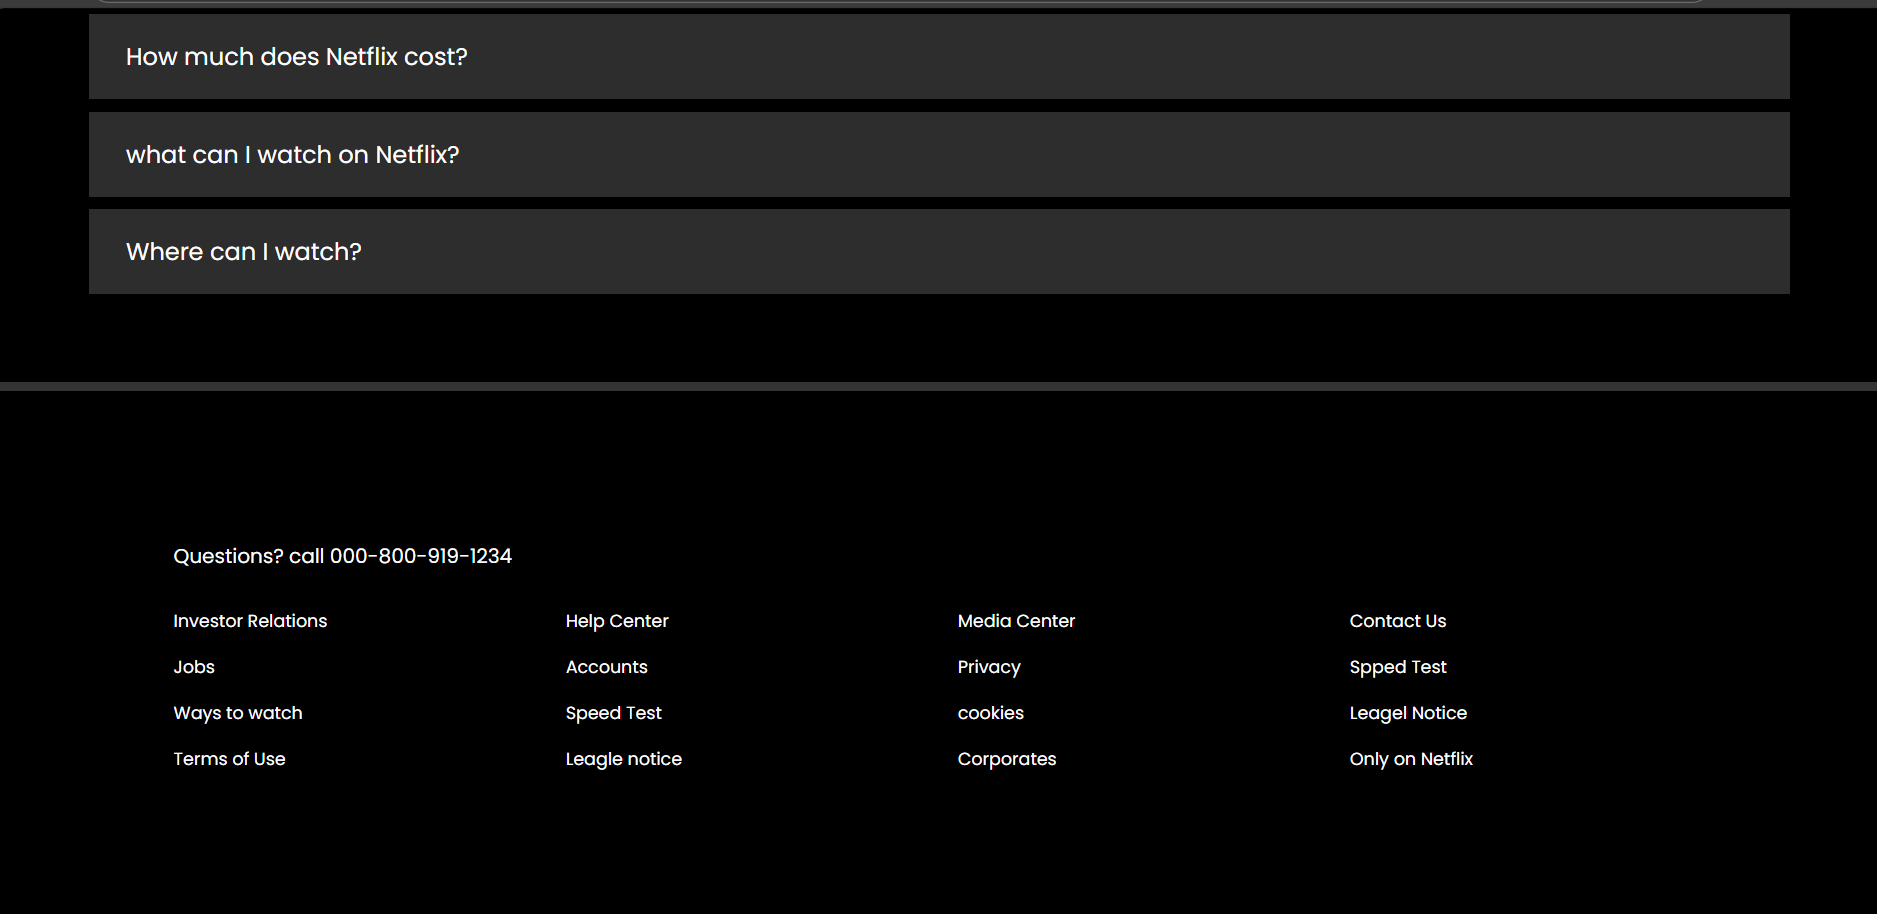 How much does Netflix cost?
what can I watch on Netflix?
Where can I watch?
Questions? call 000-800-919-1234
Investor Relations
Help Center
Media Center
Contact Us
Jobs
Accounts
Privacy
Spped Test
Ways to watch
Speed Test
cookies
Leagel Notice
Terms of Use
Leagle notice
Corporates
Only on Netflix